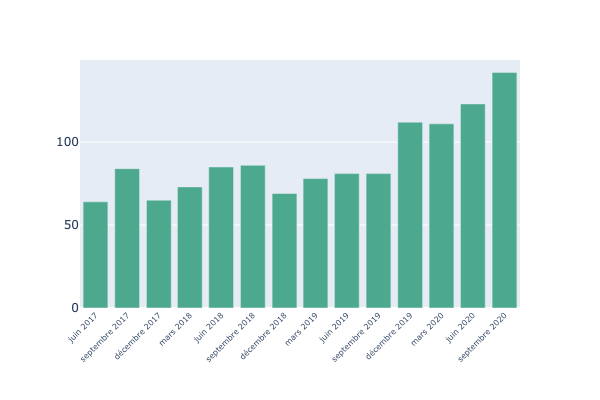 100
50
0
juin 2017
septembre 2017
décembre 2017
mars 2018
juin 2018
septembre 2018
décembre 2018
mars 2019
juin 2019
septembre 2019
décembre 2019
mars 2020
juin 2020
septembre 2020